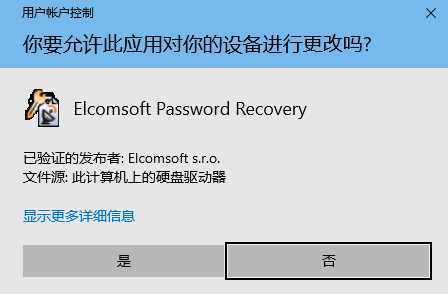 用户帐户控制
你要允许此应用对你的设备进行更改吗?
Elcomsoft Password Recovery
已验证的发布者: Elcomsoft s.r.o.
文件源: 此计算机上的硬盘驱动器
显示更多详细信息
是
否